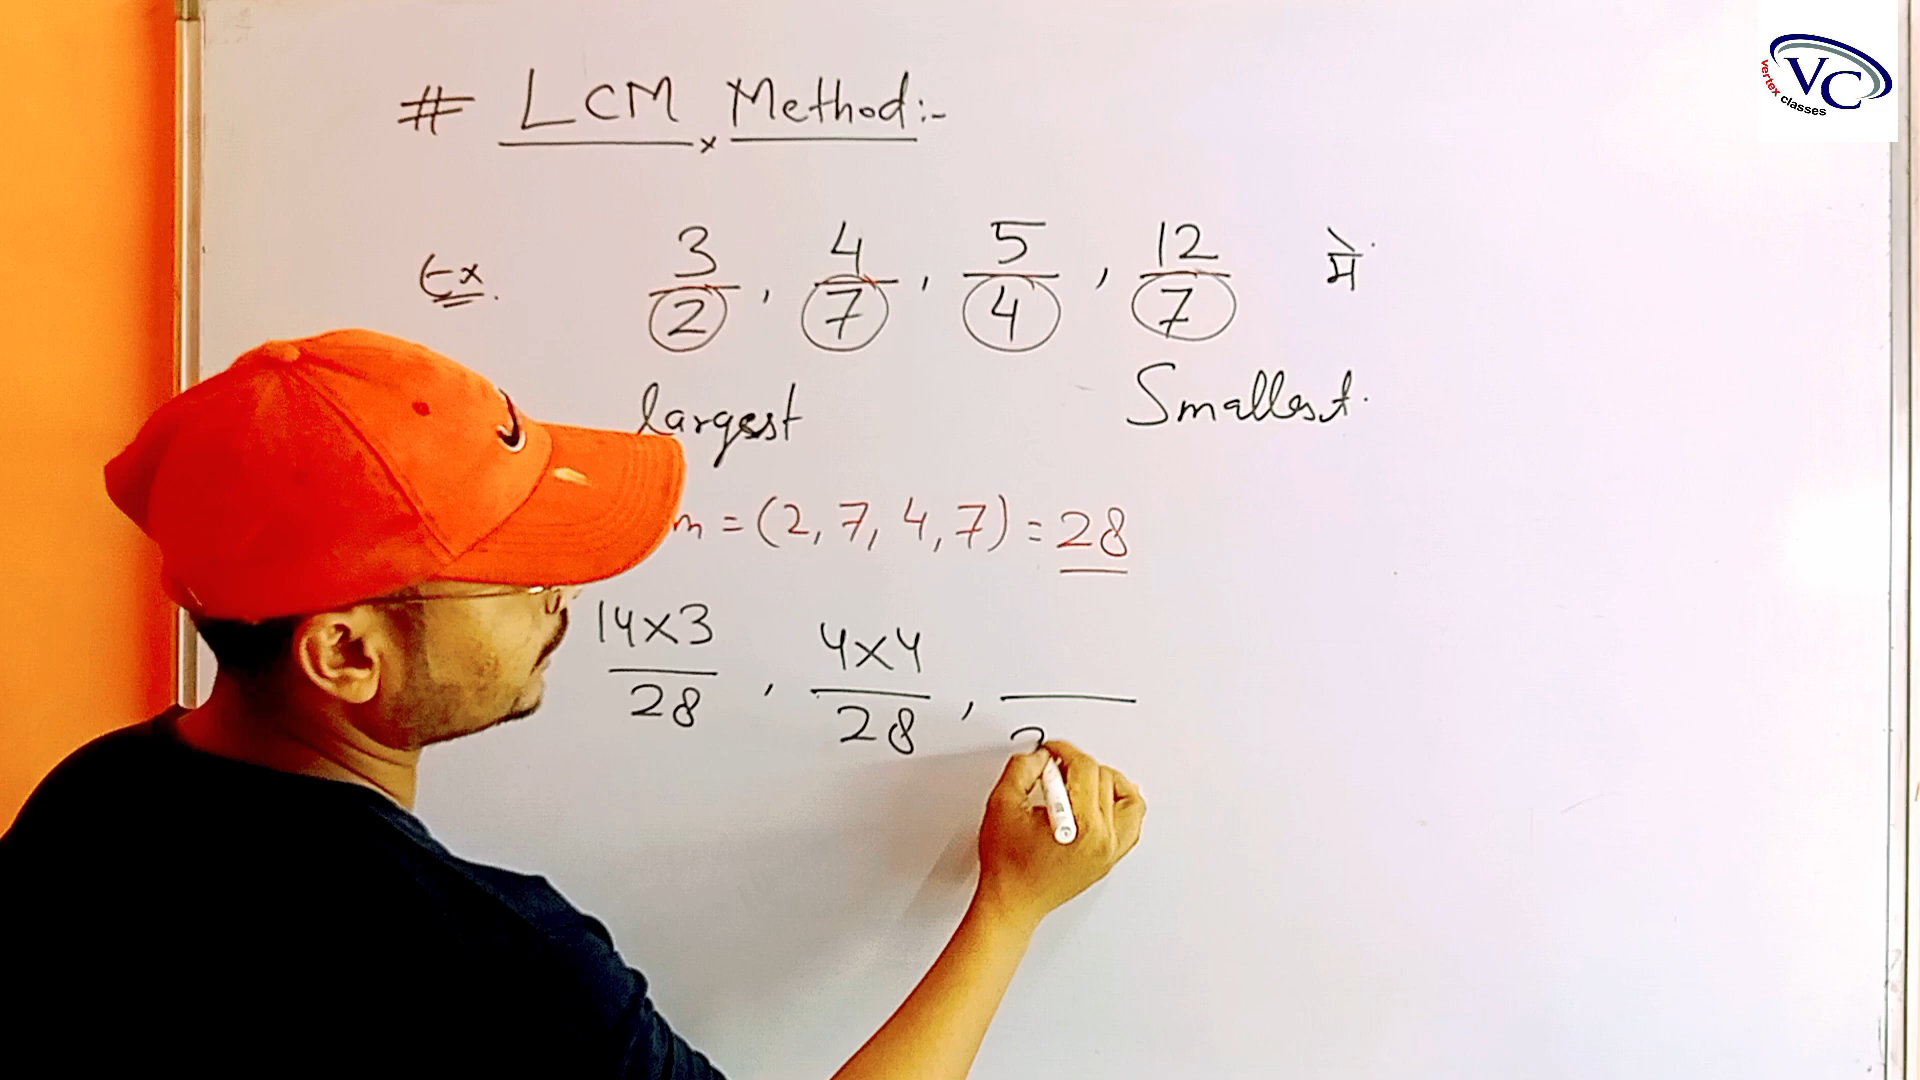 VC
vertex classes
# LCM Method:-
Ex. 3/2, 4/7, 5/4, 12/7 में
largest Smallest.
m = (2, 7, 4, 7) = 28
14×3/28, 4×4/28,